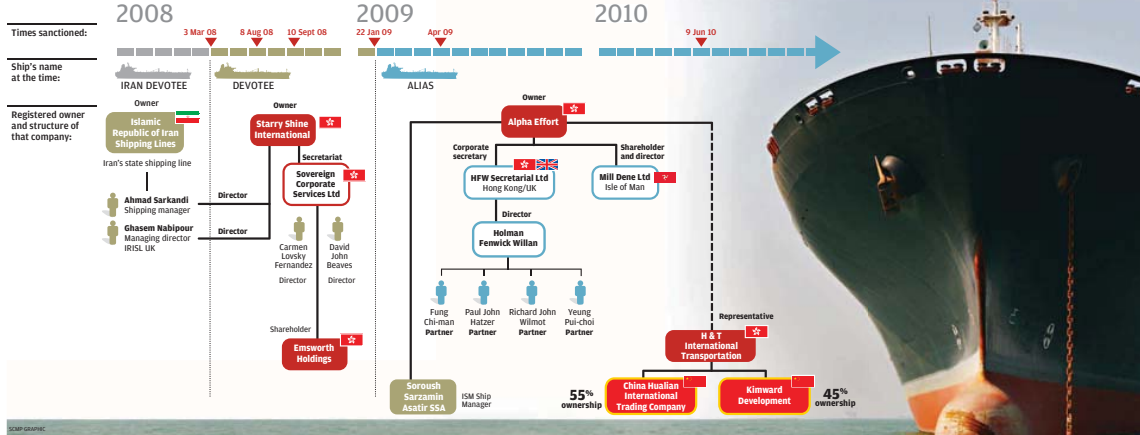 2008
2009
2010
Times sanctioned:
3 Mar 08
8 Aug 08
10 Sept 08
22 Jan 09
Apr 09
9 Jun 10
Ship's name
at the time:
IRAN DEVOTEE
DEVOTEE
ALIAS
Registered owner
and structure of
that company:
Owner
Islamic
Republic of Iran
Shipping Lines
Iran's state shipping line
Ahmad Sarkandi
Shipping manager
Director
Ghasem Nabipour
Managing director
IRISL UK
Director
Owner
Starry Shine
International
Secretariat
Sovereign
Corporate
Services Ltd
Carmen
Lovsky
Fernandez
Director
David
John
Beaves
Director
Shareholder
Emsworth
Holdings
Owner
Alpha Effort
Corporate
secretary
HFW Secretarial Ltd
Hong Kong/UK
Shareholder
and director
Mill Dene Ltd
Isle of Man
Director
Holman
Fenwick Willan
Fung
Chi-man
Partner
Paul John
Hatzer
Partner
Richard John
Wilmot
Partner
Yeung
Pui-choi
Partner
Soroush
Sarzamin
Asatir SSA
ISM Ship
Manager
Representative
H & T
International
Transportation
55%
ownership
China Hualian
International
Trading Company
Kimward
Development
45%
ownership
SCMP GRAPHIC